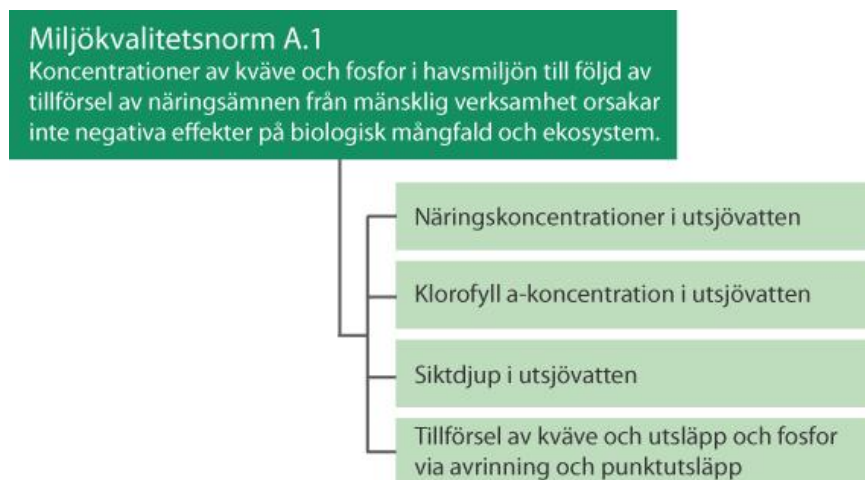 Miljökvalitetsnorm A.1
Koncentrationer av kväve och fosfor i havsmiljön till följd av
tillförsel av näringsämnen från mänsklig verksamhet orsakar
inte negativa effekter på biologisk mångfald och ekosystem.
Näringskoncentrationer i utsjövatten
Klorofyll a-koncentration i utsjövatten
Siktdjup i utsjövatten
Tillförsel av kväve och utsläpp och fosfor
via avrinning och punktutsläpp